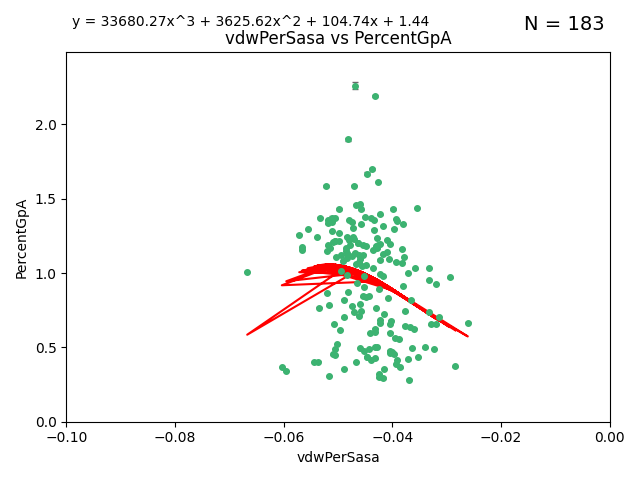 y = 33680.27x^3 + 3625.62x^2 + 104.74x + 1.44
N = 183
vdwPerSasa vs PercentGpA
PercentGpA
2.0
1.5
1.0
0.5
0.0
−0.10 −0.08 −0.06 −0.04 −0.02 0.00
vdwPerSasa